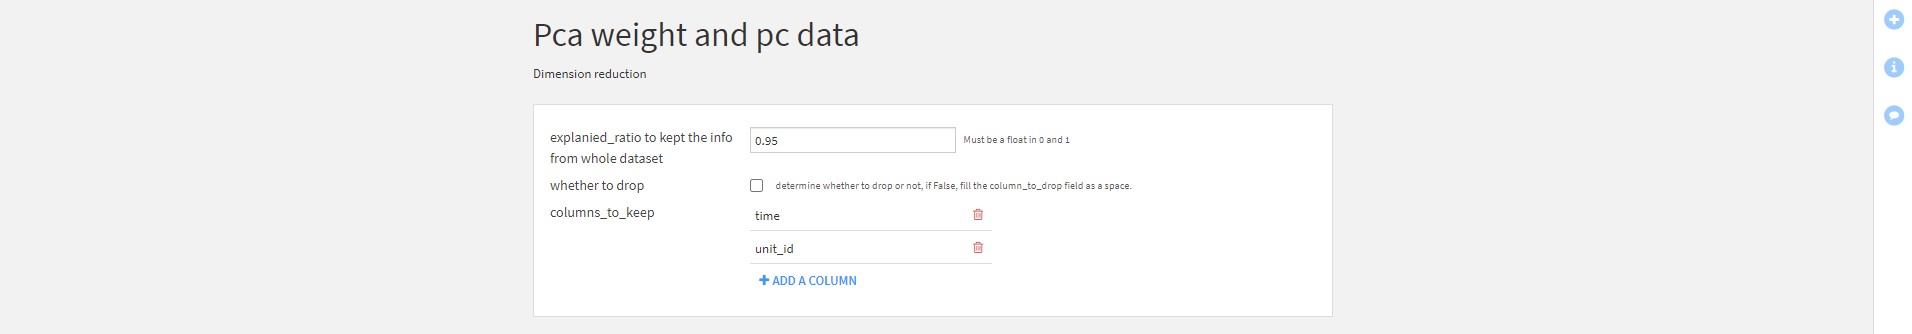 Pca weight and pc data
Dimension reduction
explanied_ratio to kept the info
from whole dataset
0.95
Must be a float in 0 and 1
whether to drop
determine whether to drop or not, if False, fill the column_to_drop field as a space.
columns_to_keep
time
unit_id
ADD A COLUMN